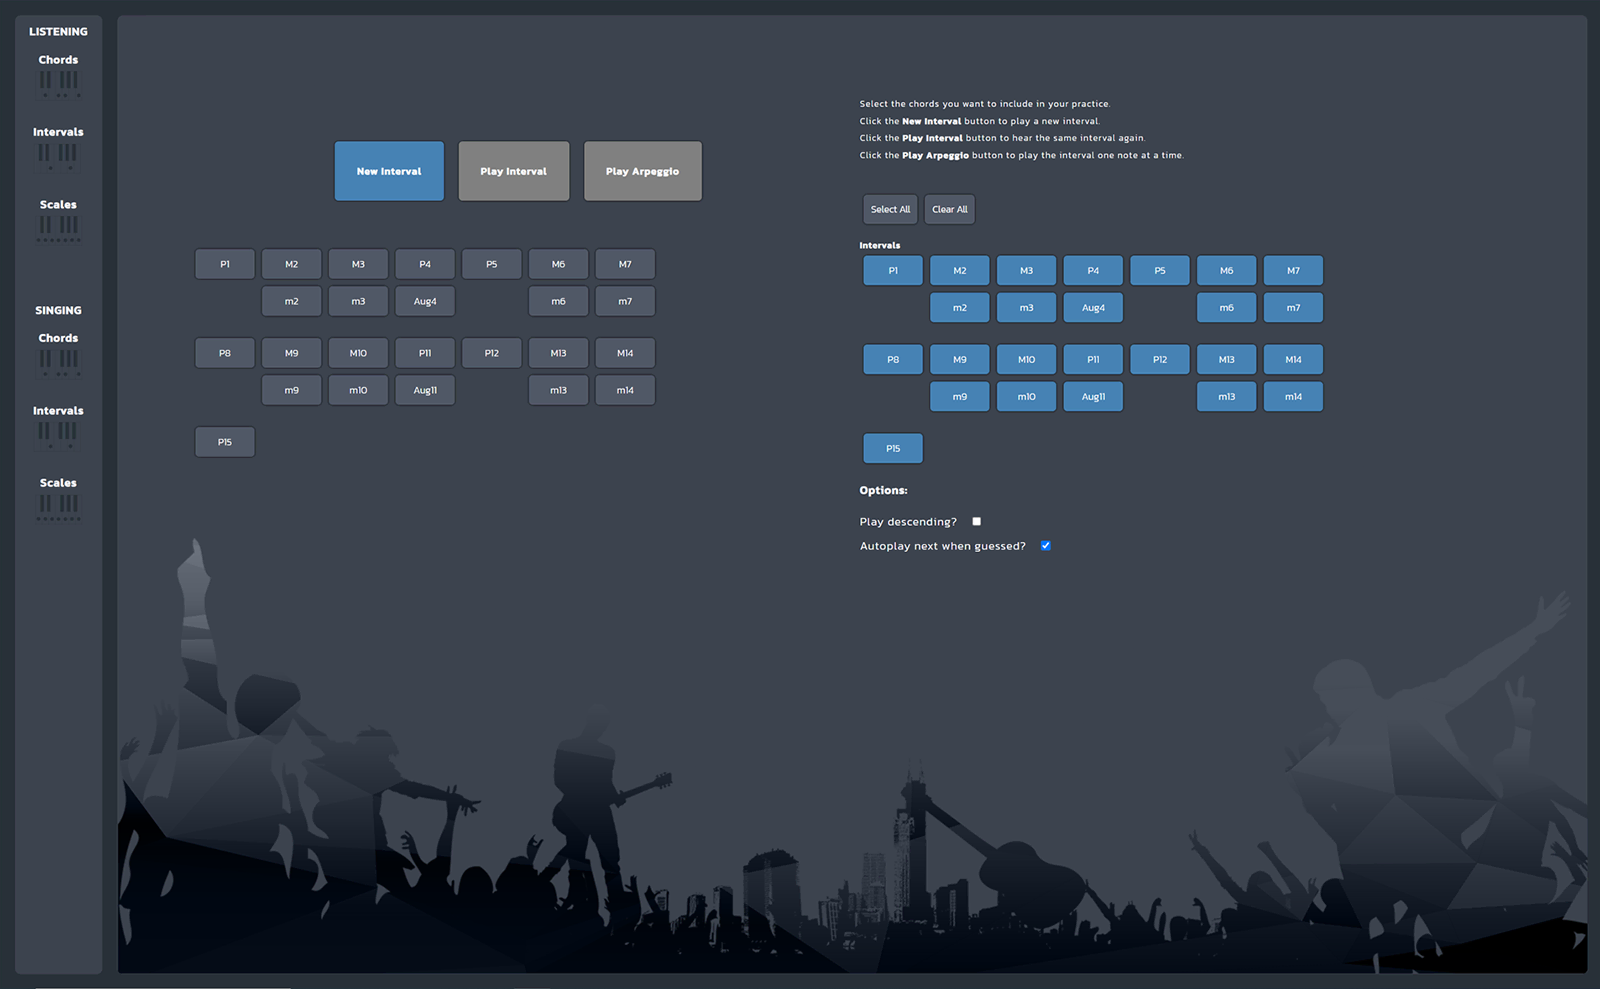 LISTENING
Chords
Intervals
Scales
SINGING
Chords
Intervals
Scales
New Interval
Play Interval
Play Arpeggio
P1 M2 M3 P4 P5 M6 M7
m2 m3 Aug4 m6 m7
P8 M9 M10 P11 P12 M13 M14
m9 m10 Aug11 m13 m14
P15
Select the chords you want to include in your practice.
Click the New Interval button to play a new interval.
Click the Play Interval button to hear the same interval again.
Click the Play Arpeggio button to play the interval one note at a time.
Select All Clear All
Intervals
P1 M2 M3 P4 P5 M6 M7
m2 m3 Aug4 m6 m7
P8 M9 M10 P11 P12 M13 M14
m9 m10 Aug11 m13 m14
P15
Options:
Play descending?
Autoplay next when guessed?